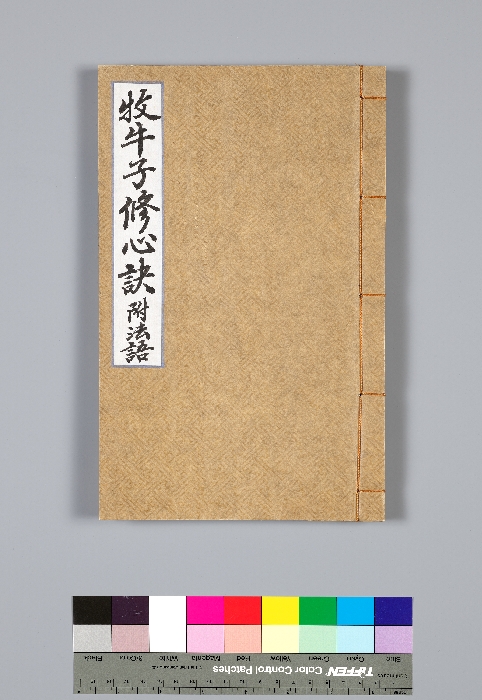 牧牛子修心訣附法語
Blue Cyan Green Yellow Red Magenta White 3/Color Black
TIFFEN Color Control Patches